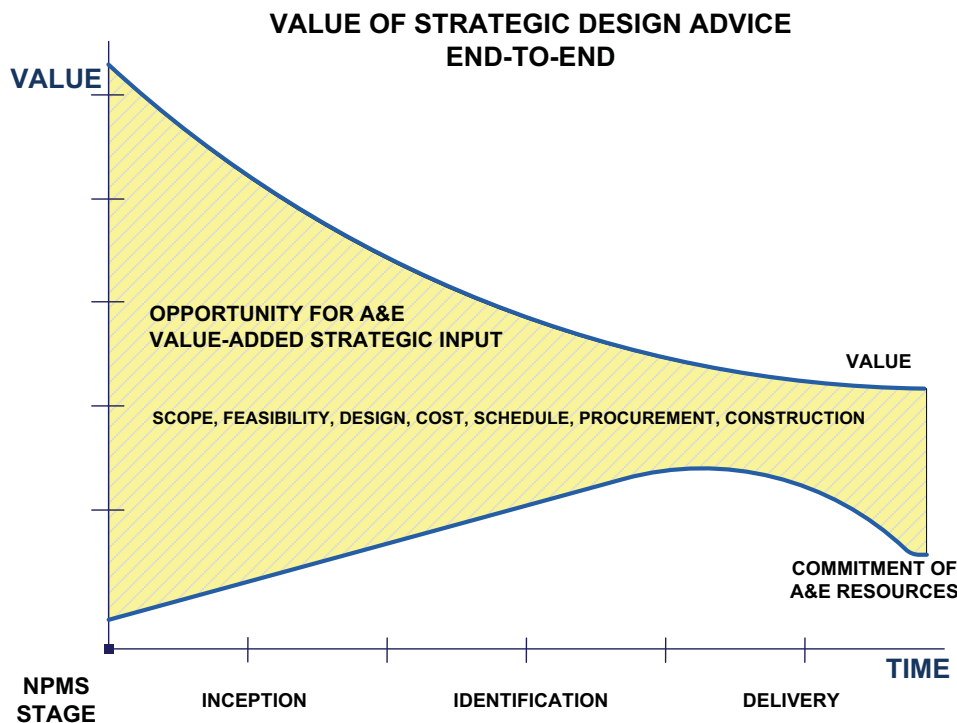 VALUE OF STRATEGIC DESIGN ADVICE
END-TO-END
VALUE
OPPORTUNITY FOR A&E
VALUE-ADDED STRATEGIC INPUT
VALUE
SCOPE, FEASIBILITY, DESIGN, COST, SCHEDULE, PROCUREMENT, CONSTRUCTION
COMMITMENT OF
A&E RESOURCES
TIME
NPMS
STAGE
INCEPTION
IDENTIFICATION
DELIVERY